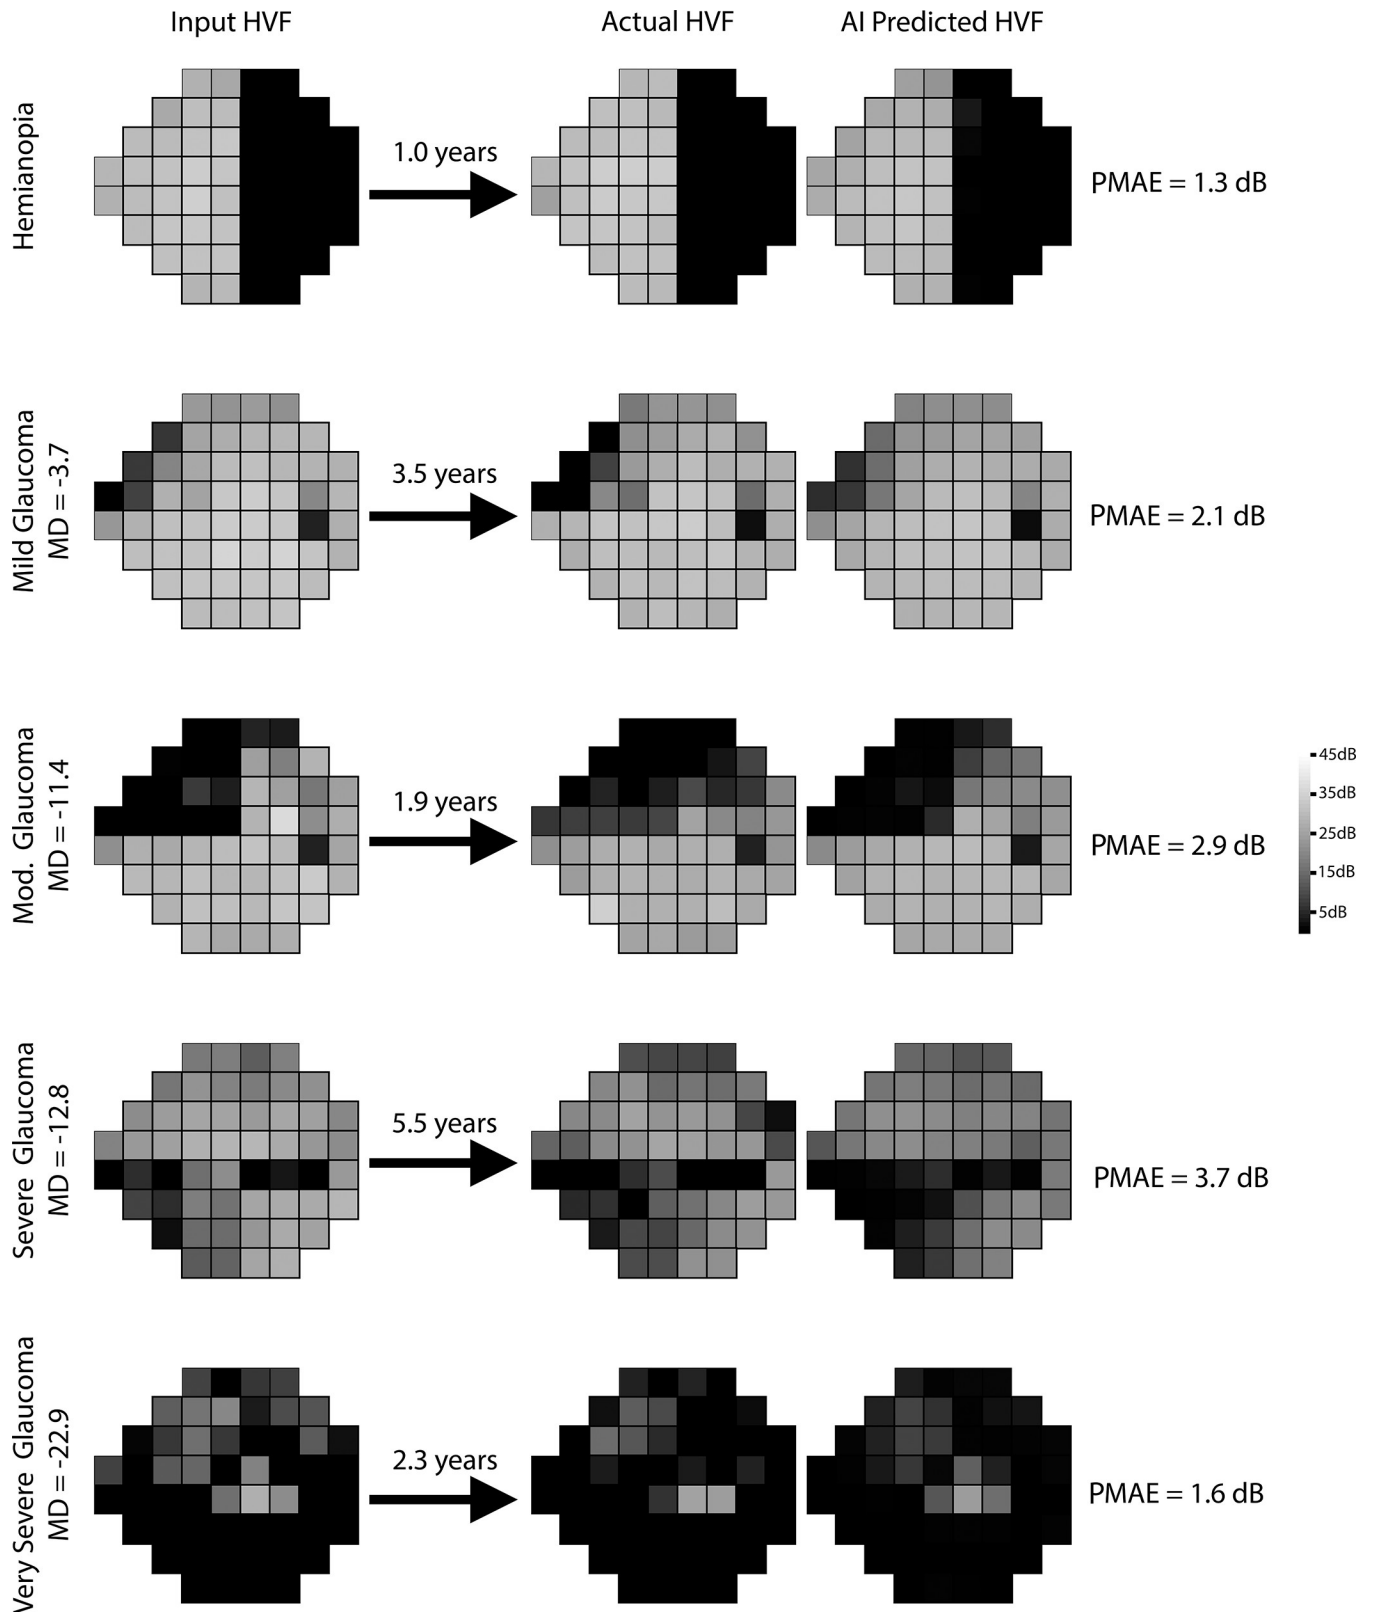 Input HVF
Actual HVF
AI Predicted HVF
Hemianopia
1.0 years
PMAE = 1.3 dB
Mild Glaucoma
MD = -3.7
3.5 years
PMAE = 2.1 dB
Mod. Glaucoma
MD = -11.4
1.9 years
PMAE = 2.9 dB
45dB
35dB
25dB
15dB
5dB
Severe Glaucoma
MD = -12.8
5.5 years
PMAE = 3.7 dB
Very Severe Glaucoma
MD = -22.9
2.3 years
PMAE = 1.6 dB